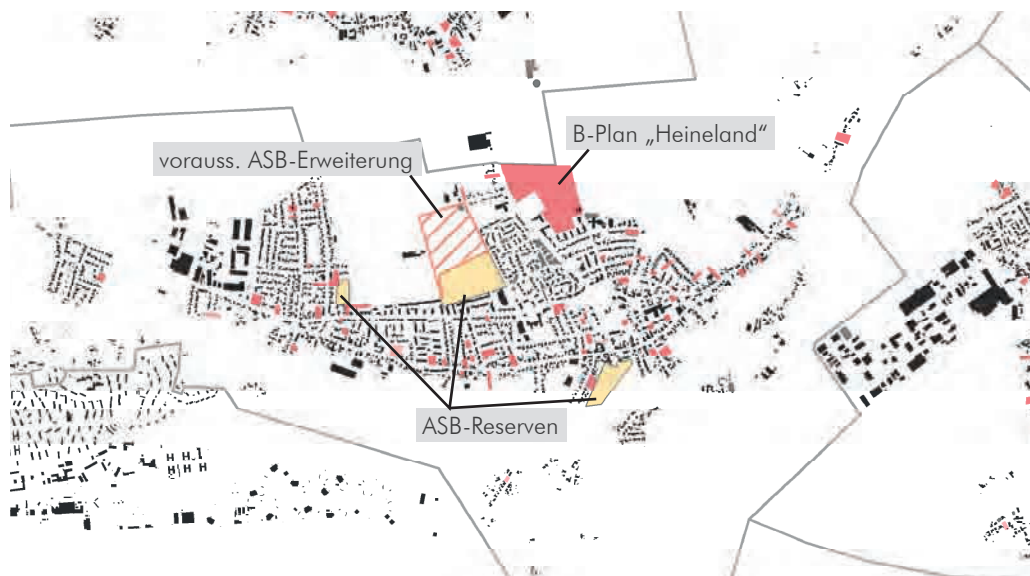 B-Plan „Heineland“
vorauss. ASB-Erweiterung
ASB-Reserven